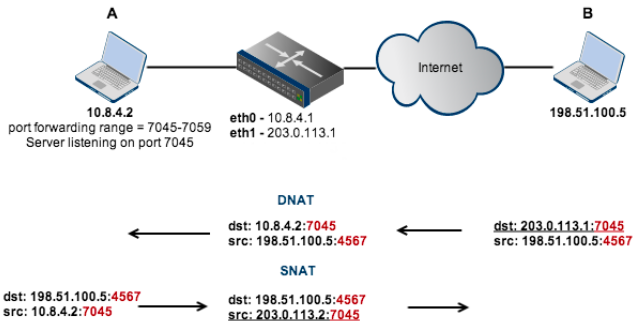 A
B
Internet
10.8.4.2
port forwarding range = 7045-7059
Server listening on port 7045
eth0 - 10.8.4.1
eth1 - 203.0.113.1
198.51.100.5
DNAT
dst: 10.8.4.2:7045
src: 198.51.100.5:4567
dst: 203.0.113.1:7045
src: 198.51.100.5:4567
SNAT
dst: 198.51.100.5:4567
src: 10.8.4.2:7045
dst: 198.51.100.5:4567
src: 203.0.113.2:7045